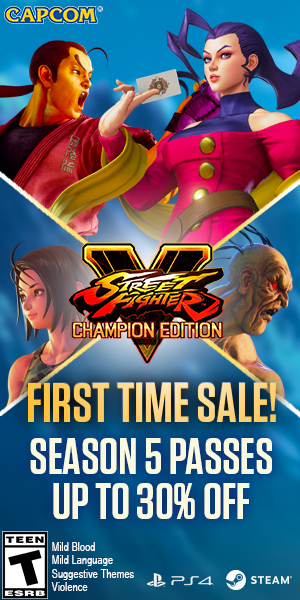 CAPCOM®
V
STREET
FIGHTER
CHAMPION EDITION
FIRST TIME SALE!
SEASON 5 PASSES
UP TO 30% OFF
TEEN
T
ESRB
Mild Blood
Mild Language
Suggestive Themes
Violence
PS4
STEAM®